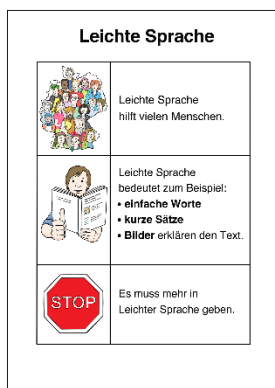 Leichte Sprache
Leichte Sprache
hilft vielen Menschen.
Leichte Sprache
bedeutet zum Beispiel:
• einfache Worte
• kurze Sätze
• Bilder erklären den Text.
STOP
Es muss mehr in
Leichter Sprache geben.